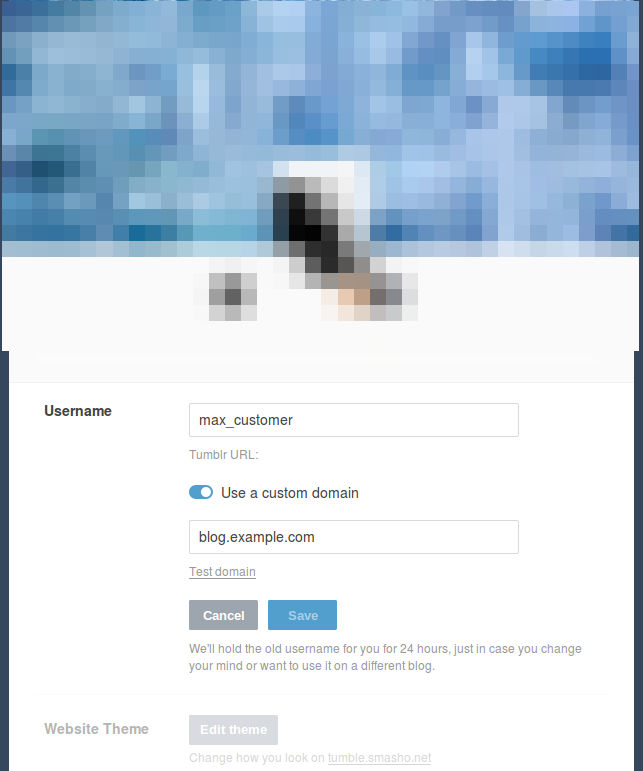 Username
max_customer
Tumblr URL:
Use a custom domain
blog.example.com
Test domain
Cancel
Save
We'll hold the old username for you for 24 hours, just in case you change
your mind or want to use it on a different blog.
Website Theme
Edit theme
Change how you look on tumble.smasho.net